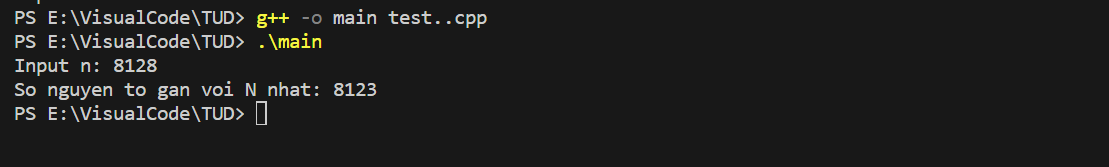 PS E:\VisualCode\TUD> g++ -o main test..cpp
PS E:\VisualCode\TUD> .\main
Input n: 8128
So nguyen to gan voi N nhat: 8123
PS E:\VisualCode\TUD>